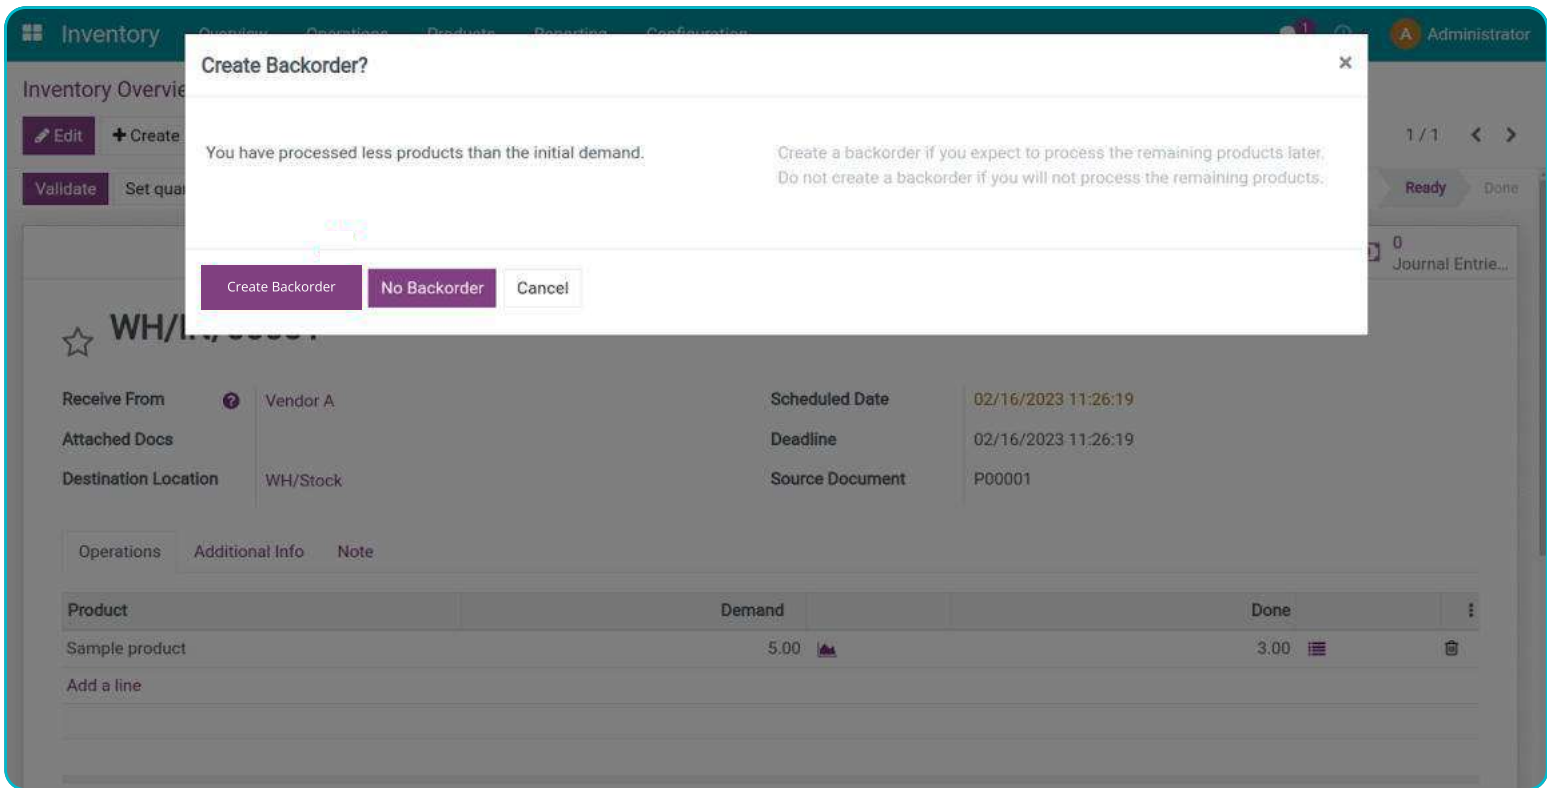 Inventory
1
A Administrator
Create Backorder?
×
Edit
Create
1 / 1
You have processed less products than the initial demand.
Create a backorder if you expect to process the remaining products later.
Do not create a backorder if you will not process the remaining products.
Validate
Ready
Done
0
Journal Entrie...
Create Backorder
No Backorder
Cancel
Receive From ? Vendor A
Scheduled Date 02/16/2023 11:26:19
Attached Docs
Deadline 02/16/2023 11:26:19
Destination Location WH/Stock
Source Document P00001
Operations Additional Info Note
Product Demand Done
Sample product 5.00 3.00
Add a line